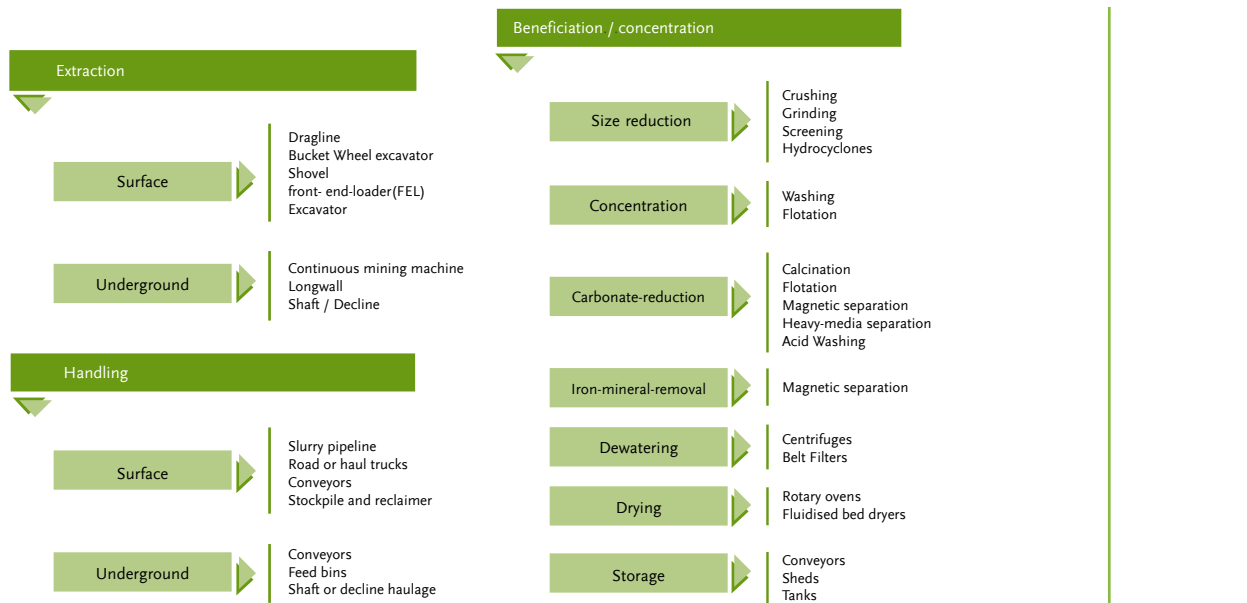 Extraction
Surface
Dragline
Bucket Wheel excavator
Shovel
front- end-loader(FEL)
Excavator
Underground
Continuous mining machine
Longwall
Shaft / Decline
Handling
Surface
Slurry pipeline
Road or haul trucks
Conveyors
Stockpile and reclaimer
Underground
Conveyors
Feed bins
Shaft or decline haulage
Beneficiation / concentration
Size reduction
Crushing
Grinding
Screening
Hydrocyclones
Concentration
Washing
Flotation
Carbonate-reduction
Calcination
Flotation
Magnetic separation
Heavy-media separation
Acid Washing
Iron-mineral-removal
Magnetic separation
Dewatering
Centrifuges
Belt Filters
Drying
Rotary ovens
Fluidised bed dryers
Storage
Conveyors
Sheds
Tanks